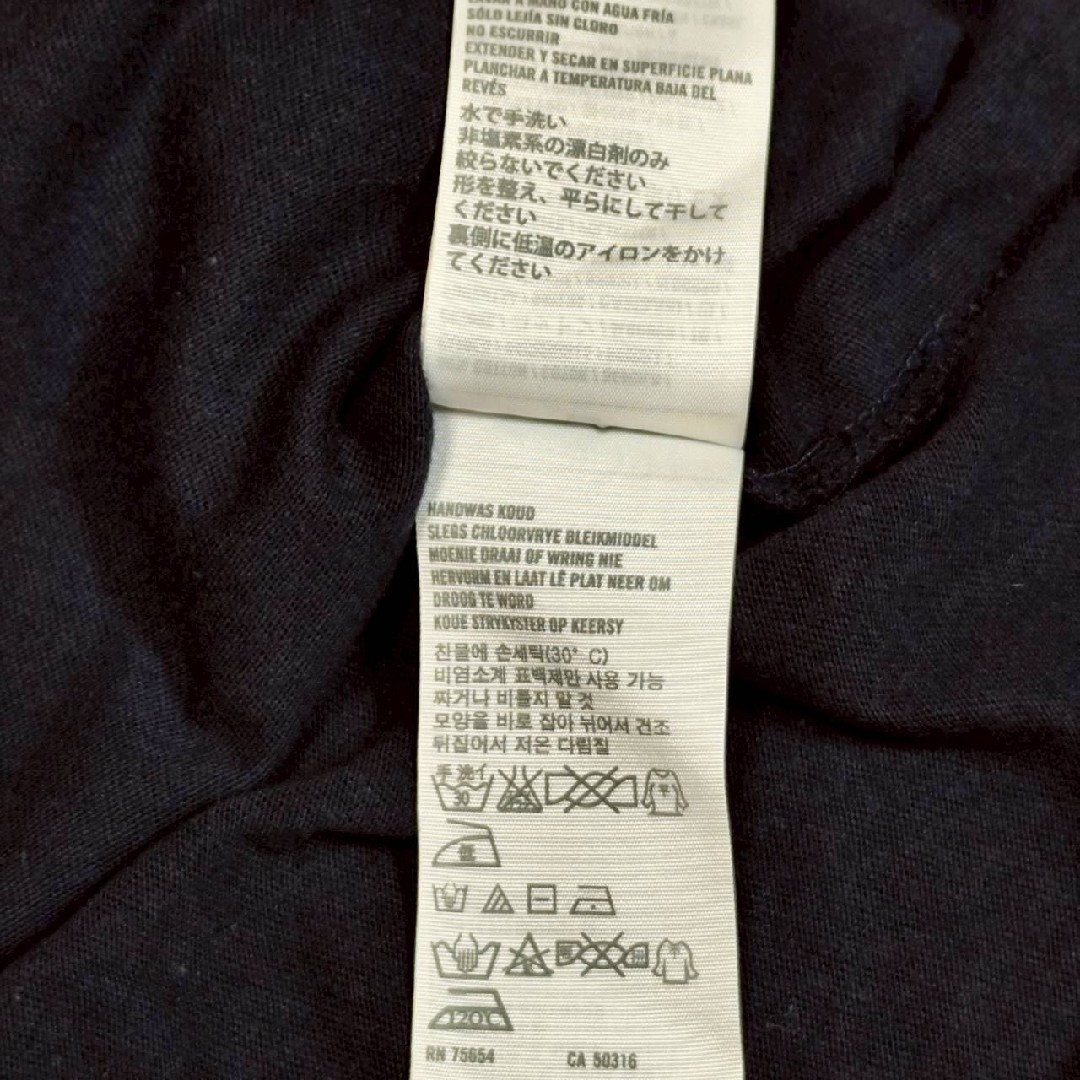 LAVAR A MANO CON AGUA FRÍA
SÓLO LEJÍA SIN CLORO
NO ESCURRIR
EXTENDER Y SECAR EN SUPERFICIE PLANA
PLANCHAR A TEMPERATURA BAJA DEL
REVÉS
水で手洗い
非塩素系の漂白剤のみ
絞らないでください
形を整え、平らにして干して
ください
裏側に低温のアイロンをかけ
てください
HANDWAS KOUD
SLEGS CHLOORVRYE BLEIKMIDDEL
MOENIE DRAAI OF WRING NIE
HERVORM EN LAAT LÊ PLAT NEER OM
DROOG TE WORD
KOUE STRYKYSTER OP KEERSY
찬물에 손세탁(30° C)
비염소계 표백제만 사용 가능
짜거나 비틀지 말 것
모양을 바로 잡아 뉘어서 건조
뒤집어서 저온 다림질
手洗イ
30
低
120C
RN 75654 CA 50316